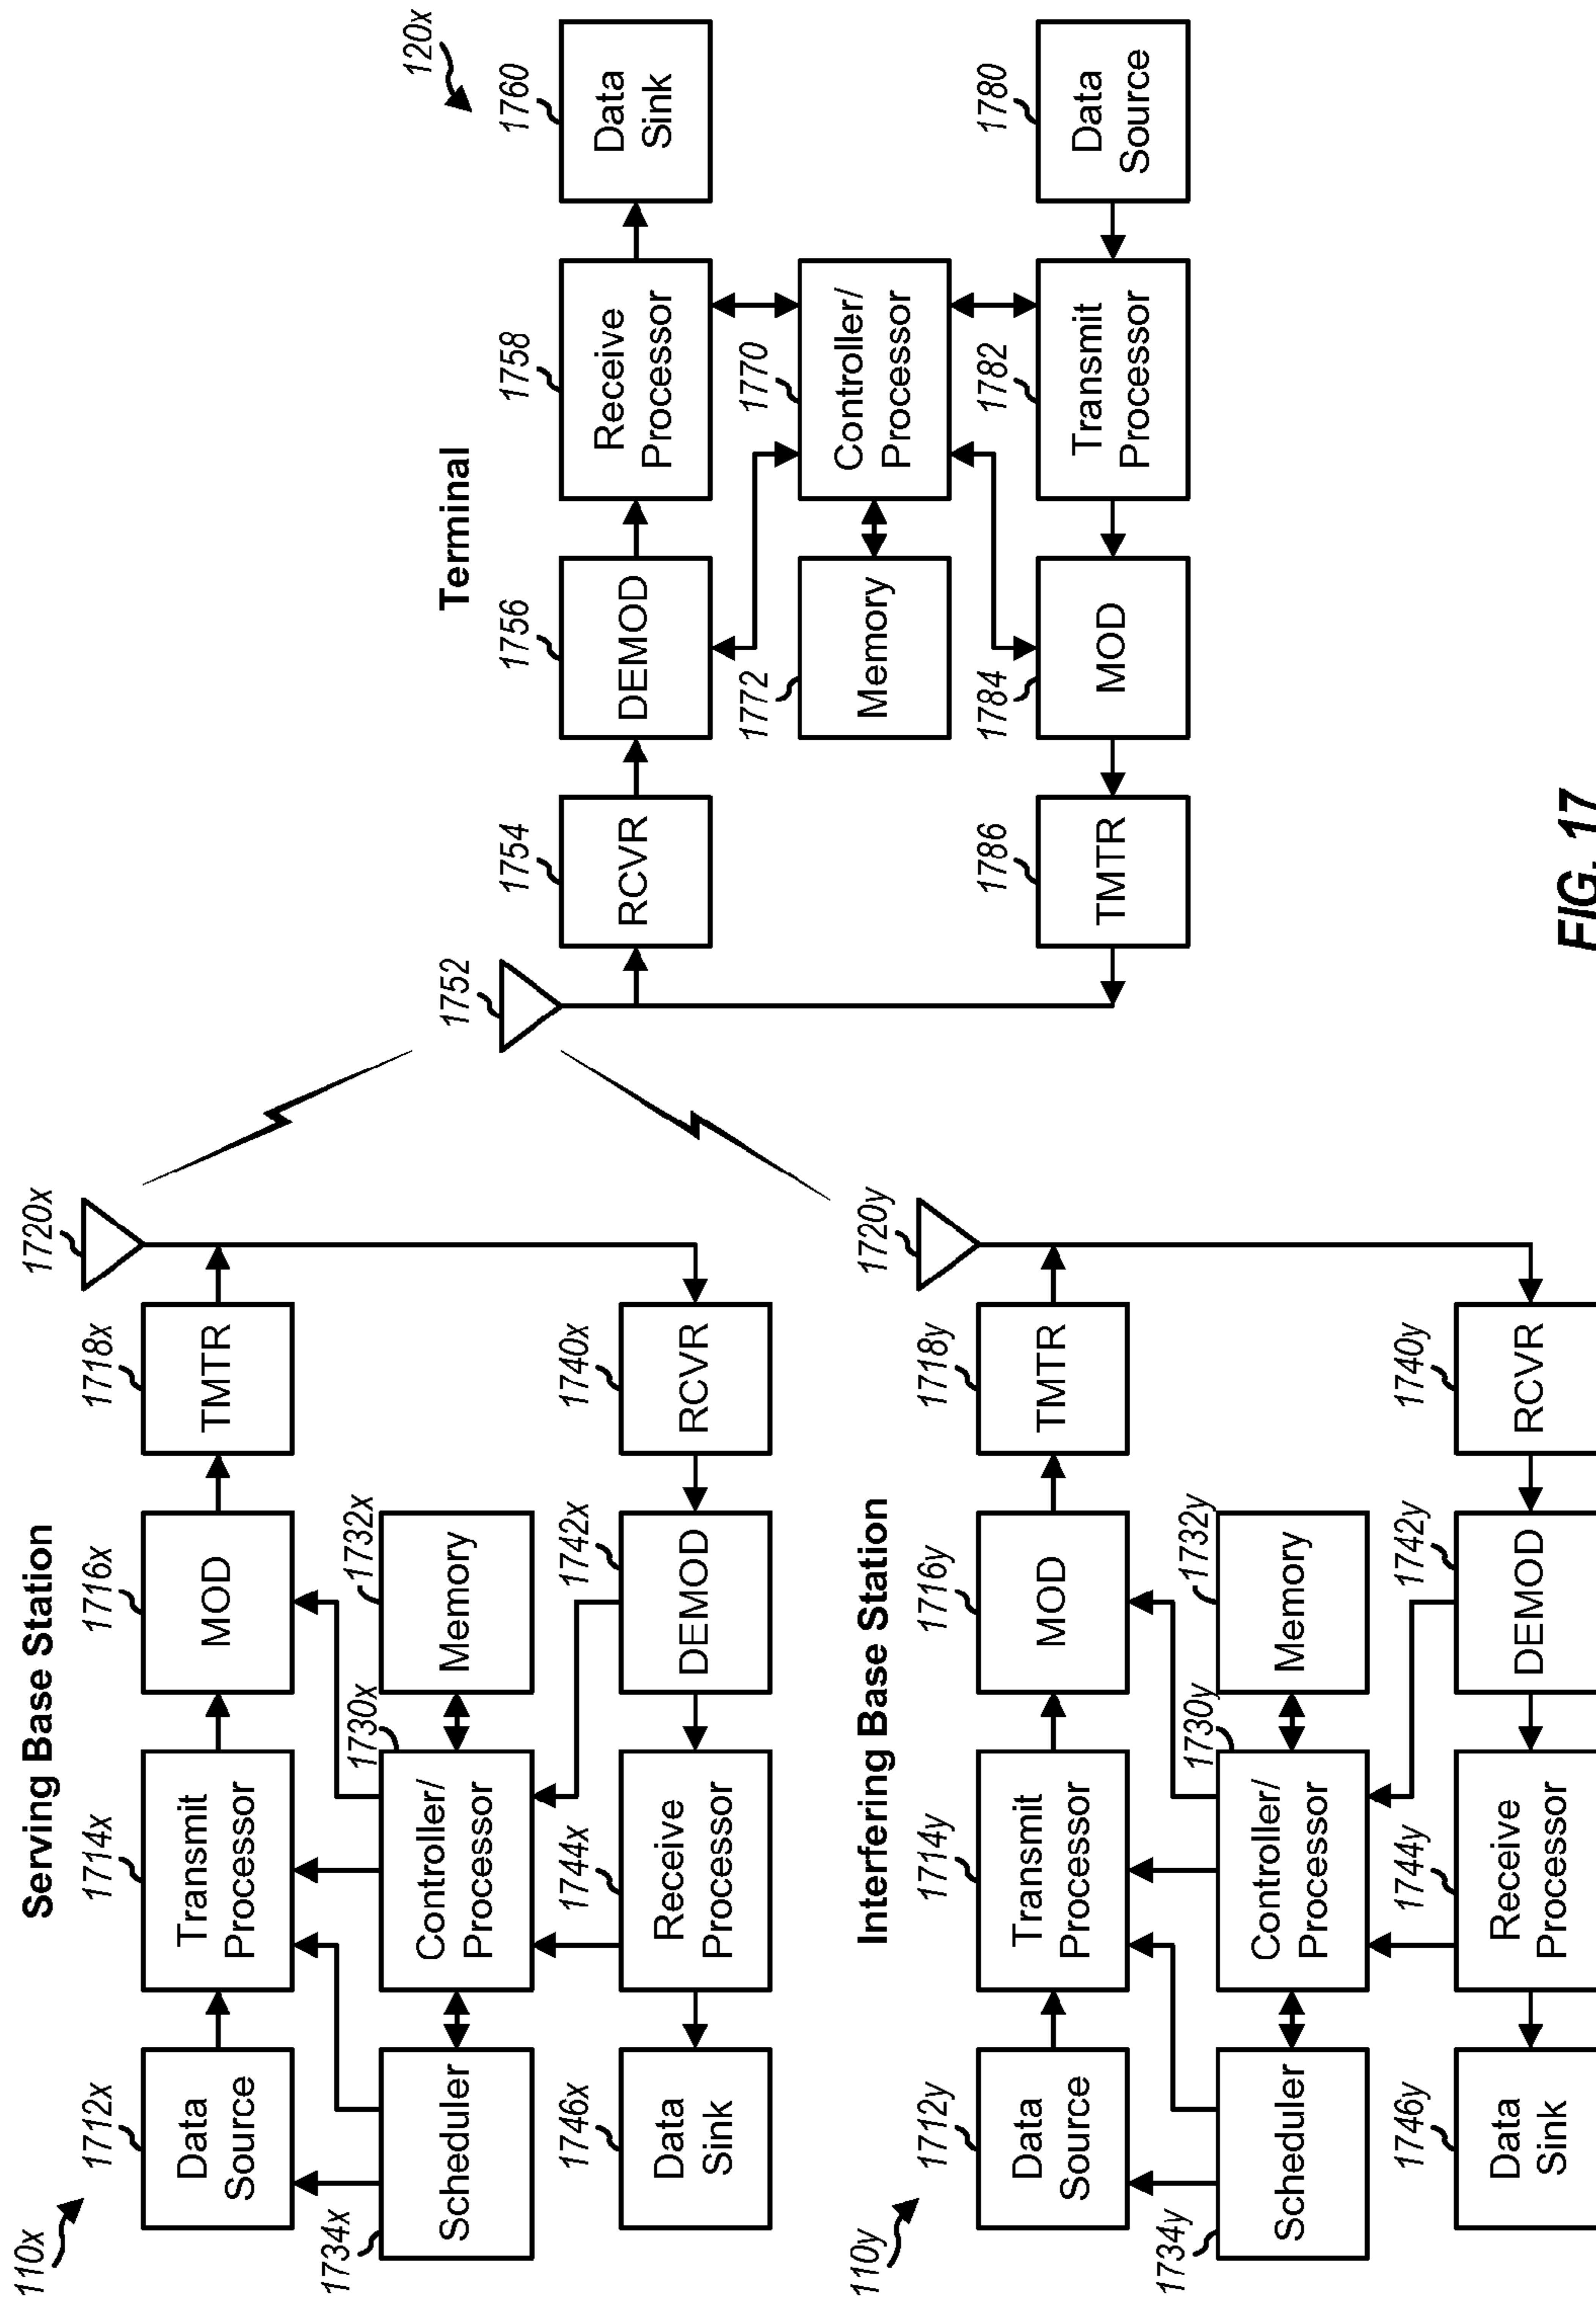 110x
Serving Base Station
1712x
Data
Source
1714x
Transmit
Processor
1716x
MOD
1718x
TMTR
1720x
1734x
Scheduler
1730x
Controller/
Processor
1732x
Memory
1746x
Data
Sink
1744x
Receive
Processor
1742x
DEMOD
1740x
RCVR
110y
Interfering Base Station
1712y
Data
Source
1714y
Transmit
Processor
1716y
MOD
1718y
TMTR
1720y
1734y
Scheduler
1730y
Controller/
Processor
1732y
Memory
1746y
Data
Sink
1744y
Receive
Processor
1742y
DEMOD
1740y
RCVR
Terminal
120x
1752
1754
RCVR
1756
DEMOD
1758
Receive
Processor
1760
Data
Sink
1772
Memory
1770
Controller/
Processor
1786
TMTR
1784
MOD
1782
Transmit
Processor
1780
Data
Source
FIG. 17